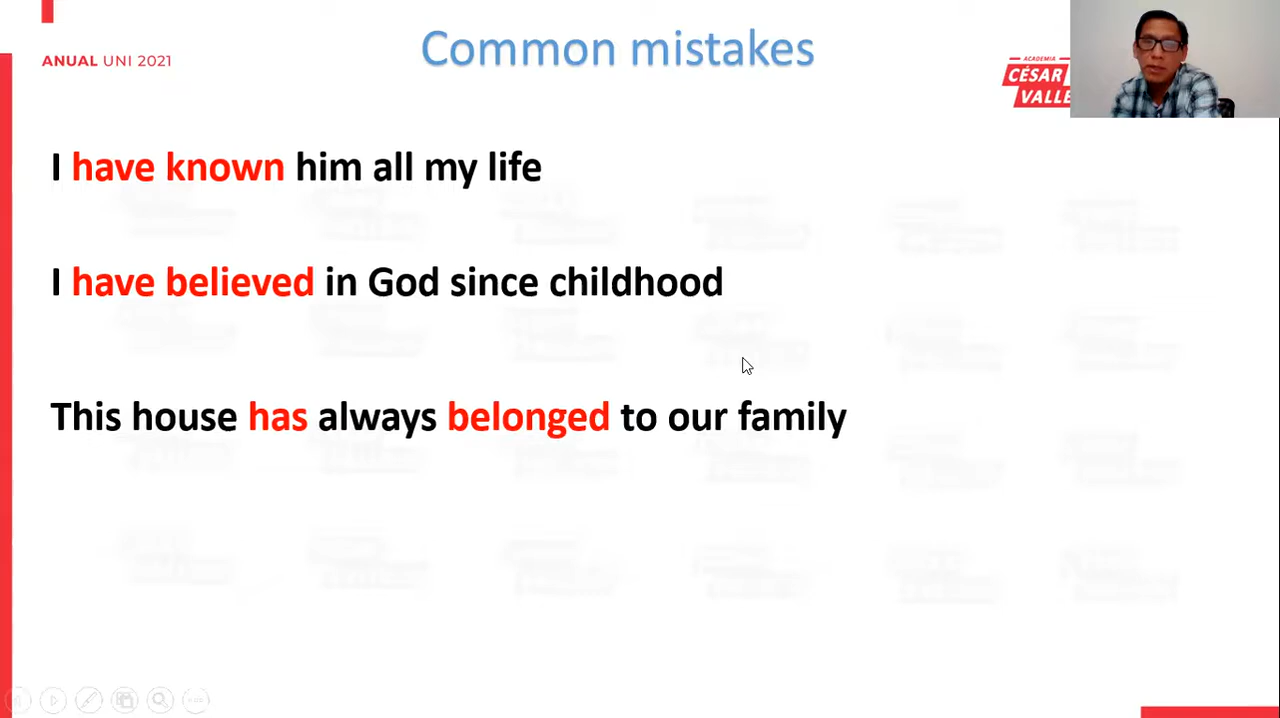 Common mistakes
ANUAL UNI 2021
ACADEMIA
CÉSAR
VALLE
I have known him all my life
I have believed in God since childhood
This house has always belonged to our family